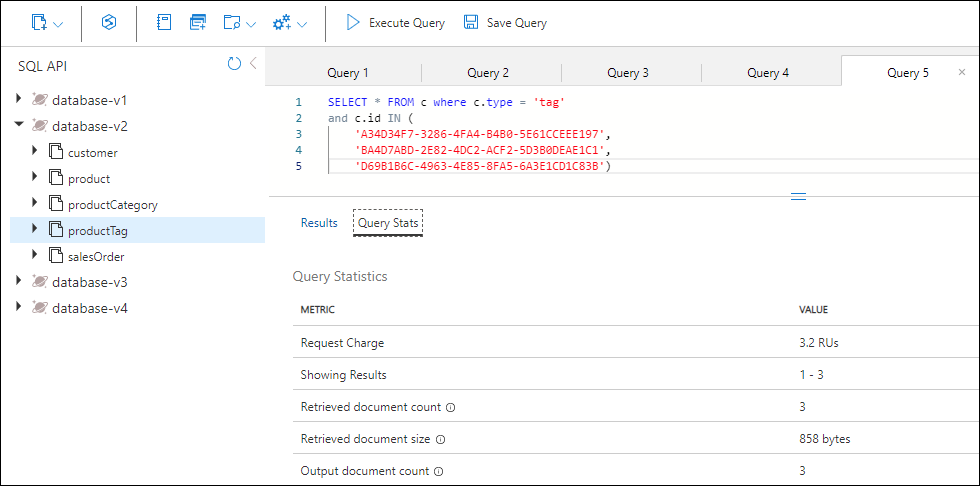 Execute Query Save Query
SQL API
database-v1
database-v2
customer
product
productCategory
productTag
salesOrder
database-v3
database-v4
Query 1 Query 2 Query 3 Query 4 Query 5 ×
1 SELECT * FROM c where c.type = 'tag'
2 and c.id IN (
3 'A34D34F7-3286-4FA4-B4B0-5E61CCEEE197',
4 'BA4D7ABD-2E82-4DC2-ACF2-5D3B0DEAE1C1',
5 'D69B1B6C-4963-4E85-8FA5-6A3E1CD1C83B')
Results Query Stats
Query Statistics
METRIC VALUE
Request Charge 3.2 RUs
Showing Results 1 - 3
Retrieved document count 3
Retrieved document size 858 bytes
Output document count 3